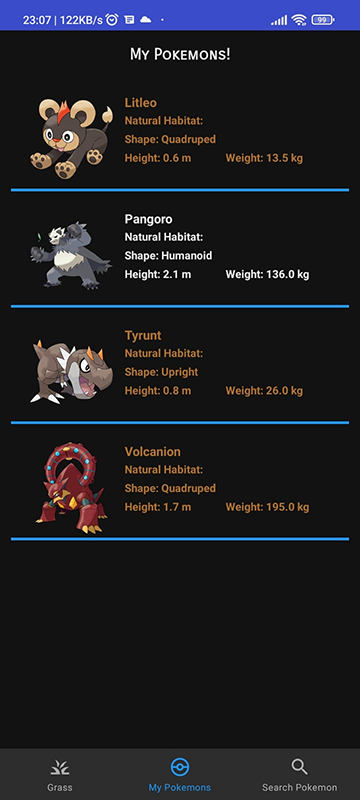 23:07 | 122KB/s 99
My Pokemons!
Litleo
Natural Habitat:
Shape: Quadruped
Height: 0.6 m Weight: 13.5 kg
Pangoro
Natural Habitat:
Shape: Humanoid
Height: 2.1 m Weight: 136.0 kg
Tyrunt
Natural Habitat:
Shape: Upright
Height: 0.8 m Weight: 26.0 kg
Volcanion
Natural Habitat:
Shape: Quadruped
Height: 1.7 m Weight: 195.0 kg
Grass My Pokemons Search Pokemon